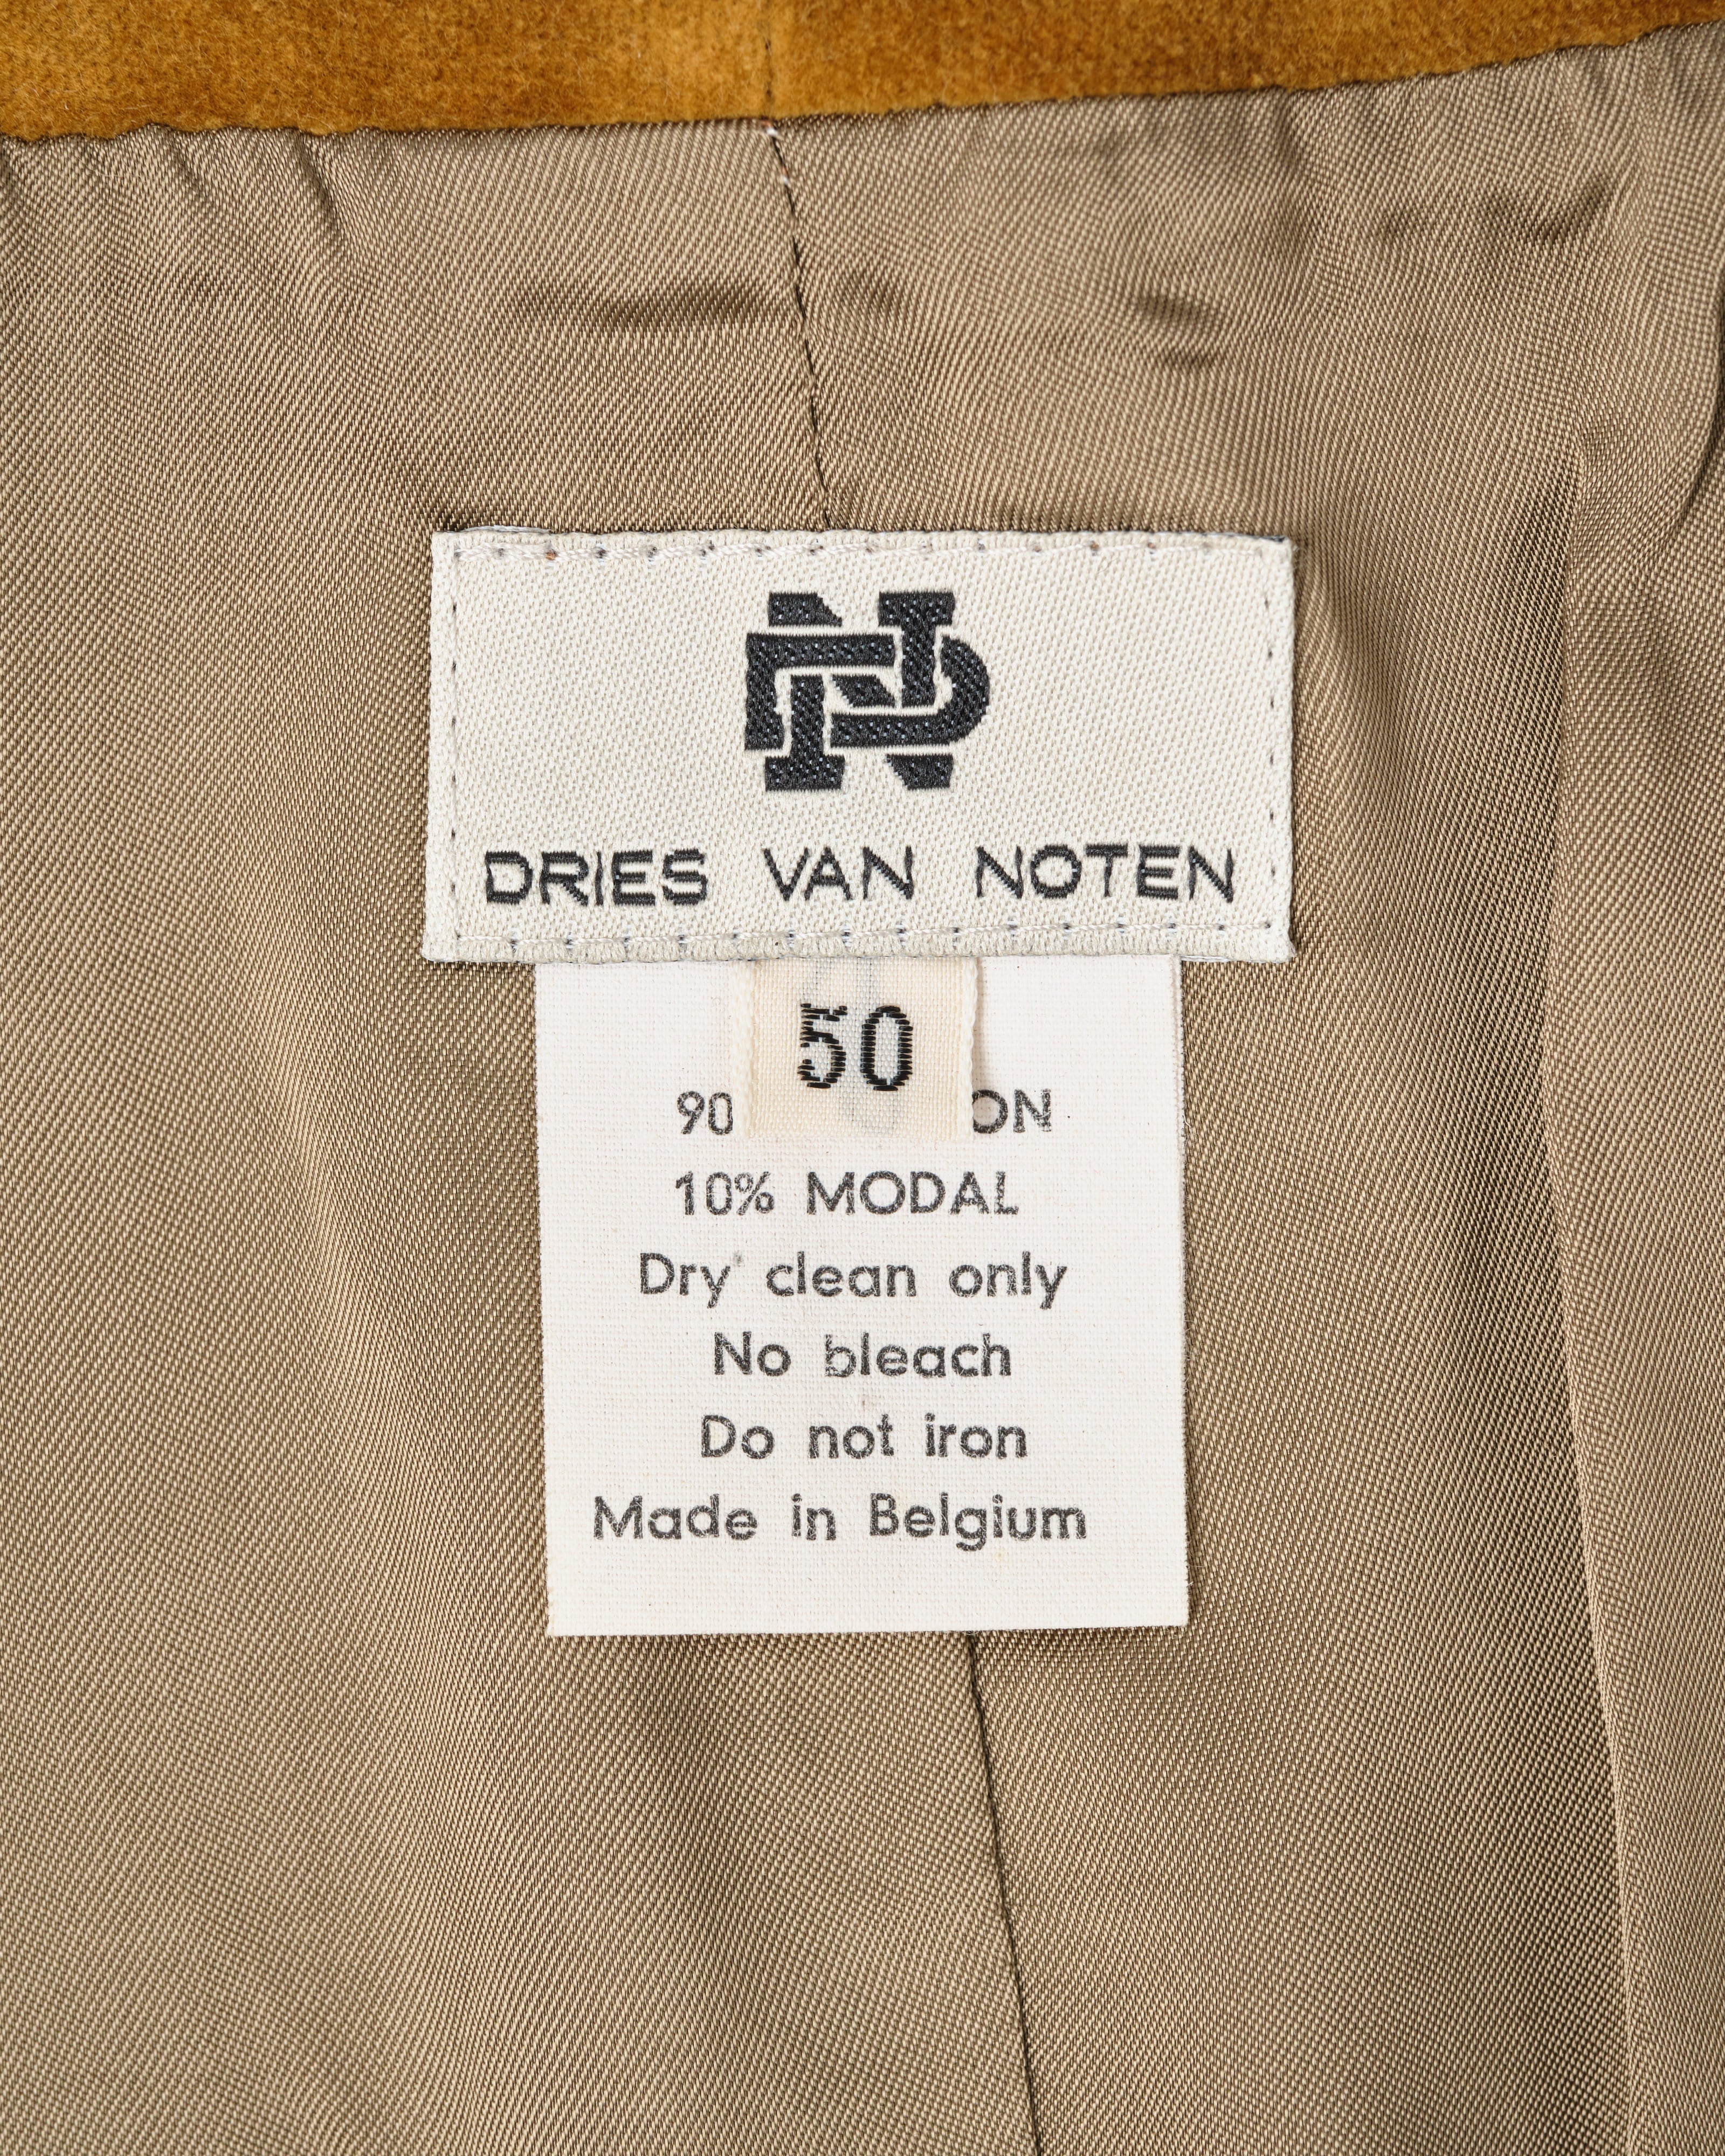 DN
DRIES VAN NOTEN
50
90 ON
10% MODAL
Dry clean only
No bleach
Do not iron
Made in Belgium